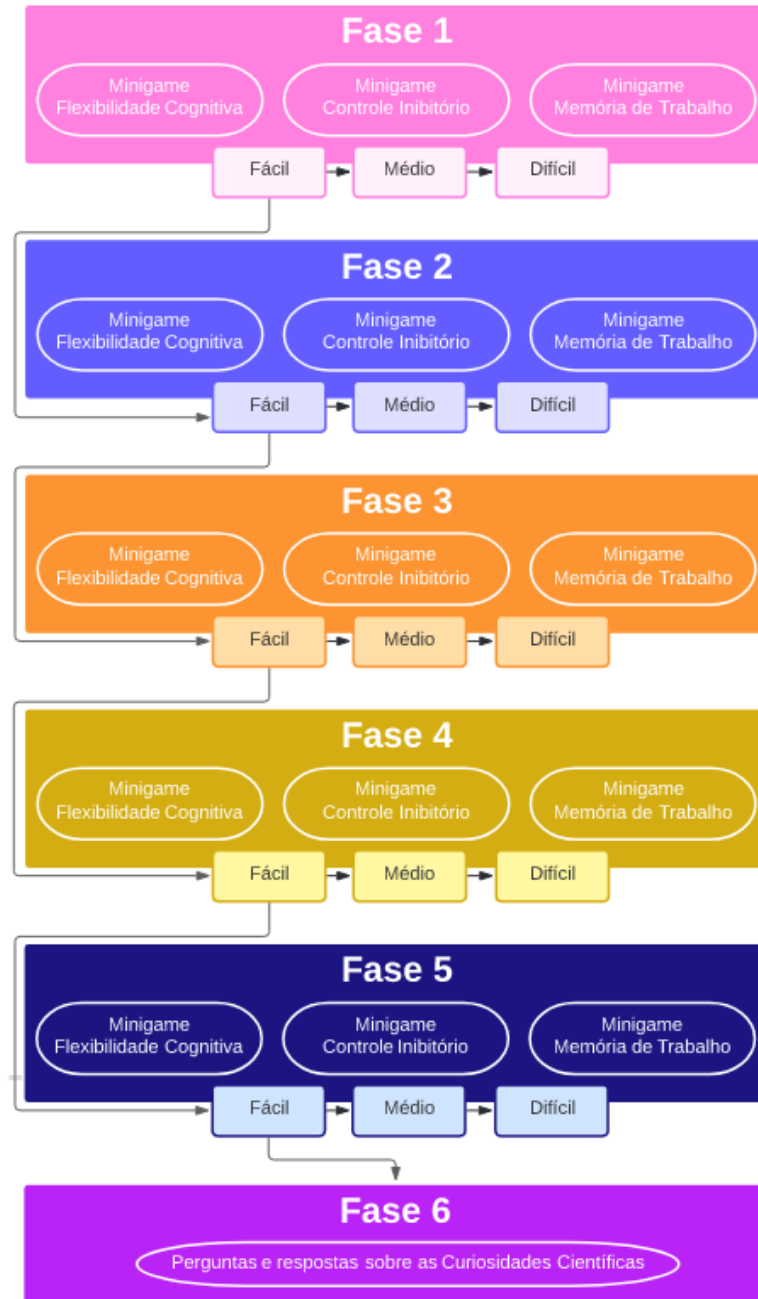 Fase 1
Minigame
Flexibilidade Cognitiva
Minigame
Controle Inibitório
Minigame
Memória de Trabalho
Fácil
Médio
Difícil
Fase 2
Minigame
Flexibilidade Cognitiva
Minigame
Controle Inibitório
Minigame
Memória de Trabalho
Fácil
Médio
Difícil
Fase 3
Minigame
Flexibilidade Cognitiva
Minigame
Controle Inibitório
Minigame
Memória de Trabalho
Fácil
Médio
Difícil
Fase 4
Minigame
Flexibilidade Cognitiva
Minigame
Controle Inibitório
Minigame
Memória de Trabalho
Fácil
Médio
Difícil
Fase 5
Minigame
Flexibilidade Cognitiva
Minigame
Controle Inibitório
Minigame
Memória de Trabalho
Fácil
Médio
Difícil
Fase 6
Perguntas e respostas sobre as Curiosidades Científicas